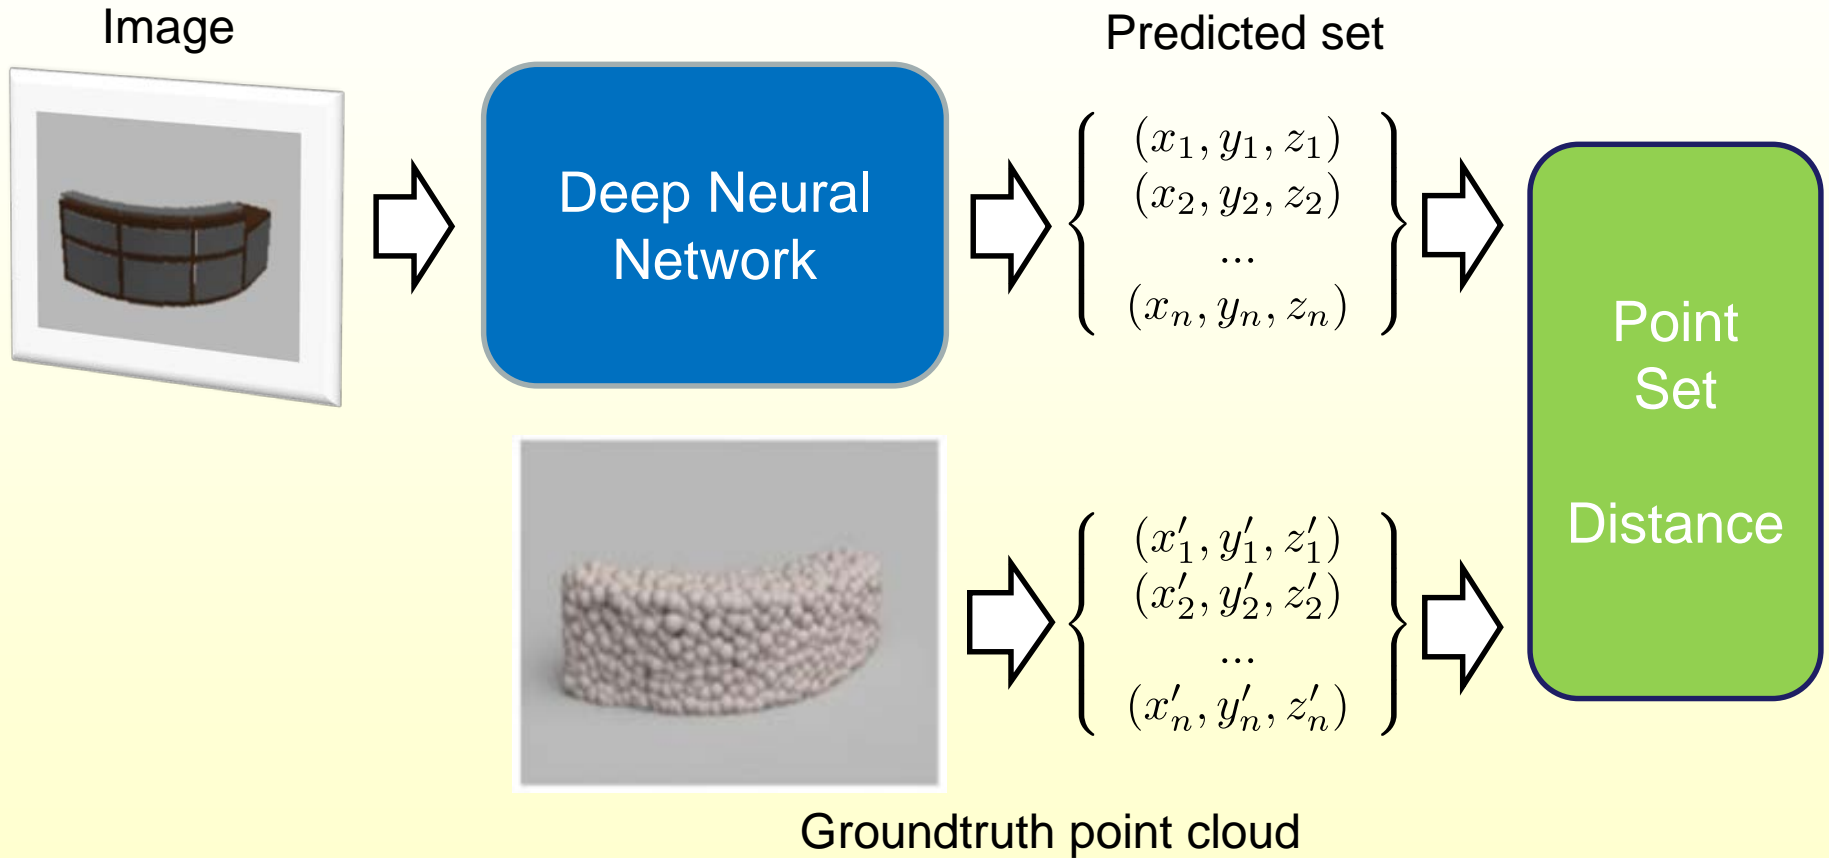 Image
Predicted set
Deep Neural
Network
(x₁, y₁, z₁)
(x₂, y₂, z₂)
...
(xₙ, yₙ, zₙ)
Point
Set
Distance
(x′₁, y′₁, z′₁)
(x′₂, y′₂, z′₂)
...
(x′ₙ, y′ₙ, z′ₙ)
Groundtruth point cloud